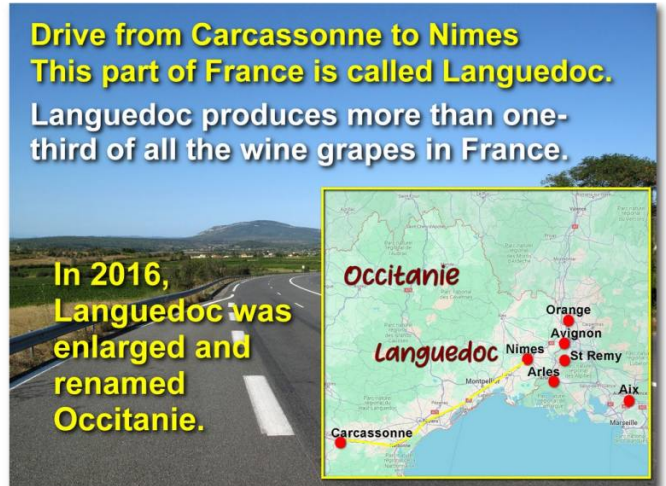 Drive from Carcassonne to Nimes
This part of France is called Languedoc.
Languedoc produces more than one-
third of all the wine grapes in France.
In 2016,
Languedoc was
enlarged and
renamed
Occitanie.
Occitanie
Orange
Avignon
Languedoc
Nimes
St Remy
Montpellier
Arles
Aix
Marseille
Carcassonne